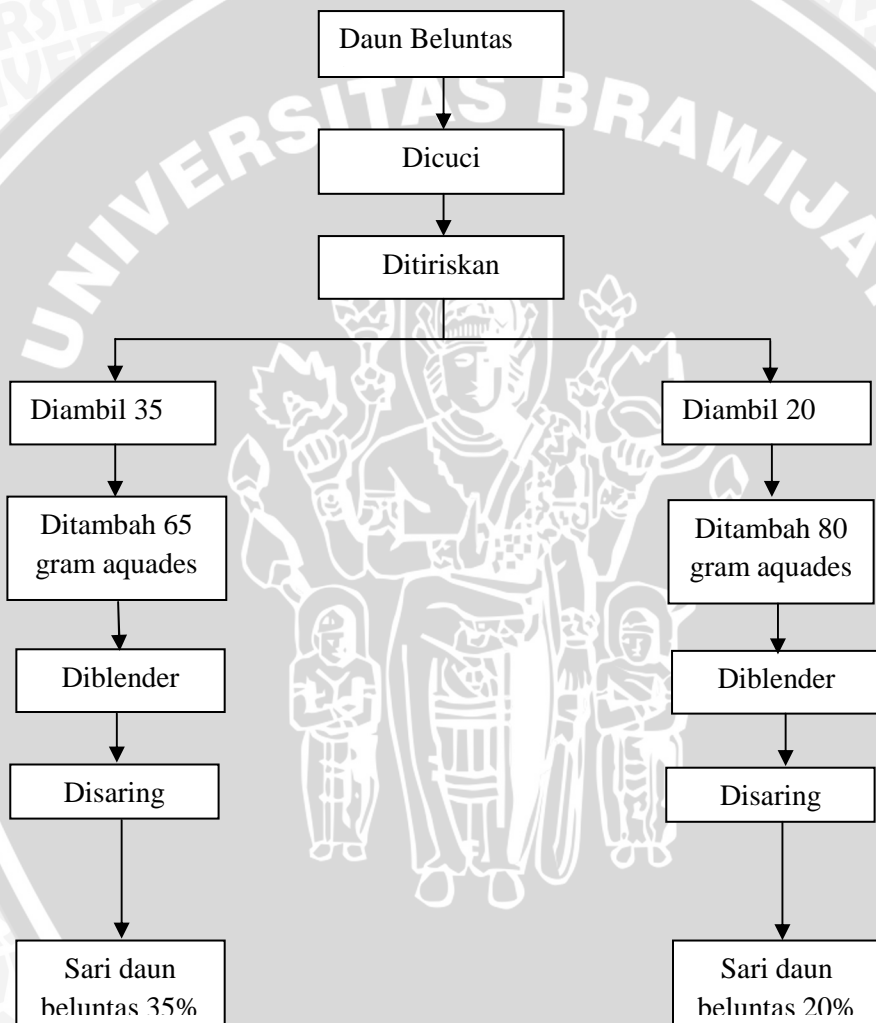 UNIVERSITAS BRAWIJA
Daun Beluntas
Dicuci
Ditiriskan
Diambil 35
Ditambah 65
gram aquades
Diblender
Disaring
Sari daun
beluntas 35%
Diambil 20
Ditambah 80
gram aquades
Diblender
Disaring
Sari daun
beluntas 20%